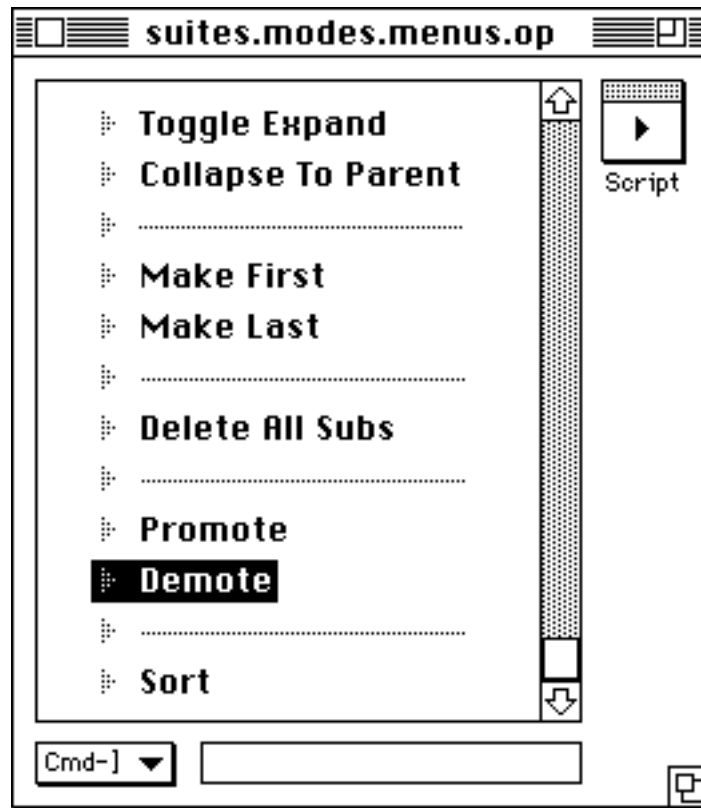 suites.modes.menus.op
Toggle Expand
Collapse To Parent
Script
Make First
Make Last
Delete All Subs
Promote
Demote
Sort
Cmd-]